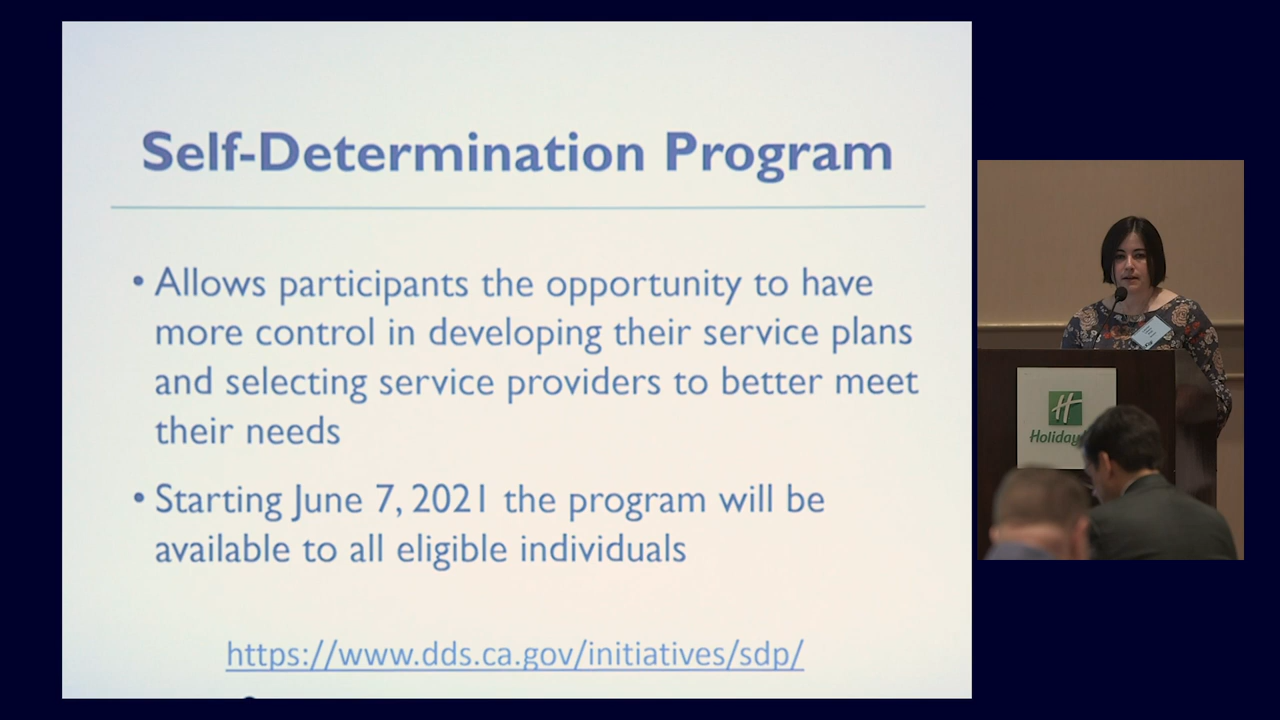 Self-Determination Program
• Allows participants the opportunity to have
more control in developing their service plans
and selecting service providers to better meet
their needs
• Starting June 7, 2021 the program will be
available to all eligible individuals
https://www.dds.ca.gov/initiatives/sdp/
H
Holiday